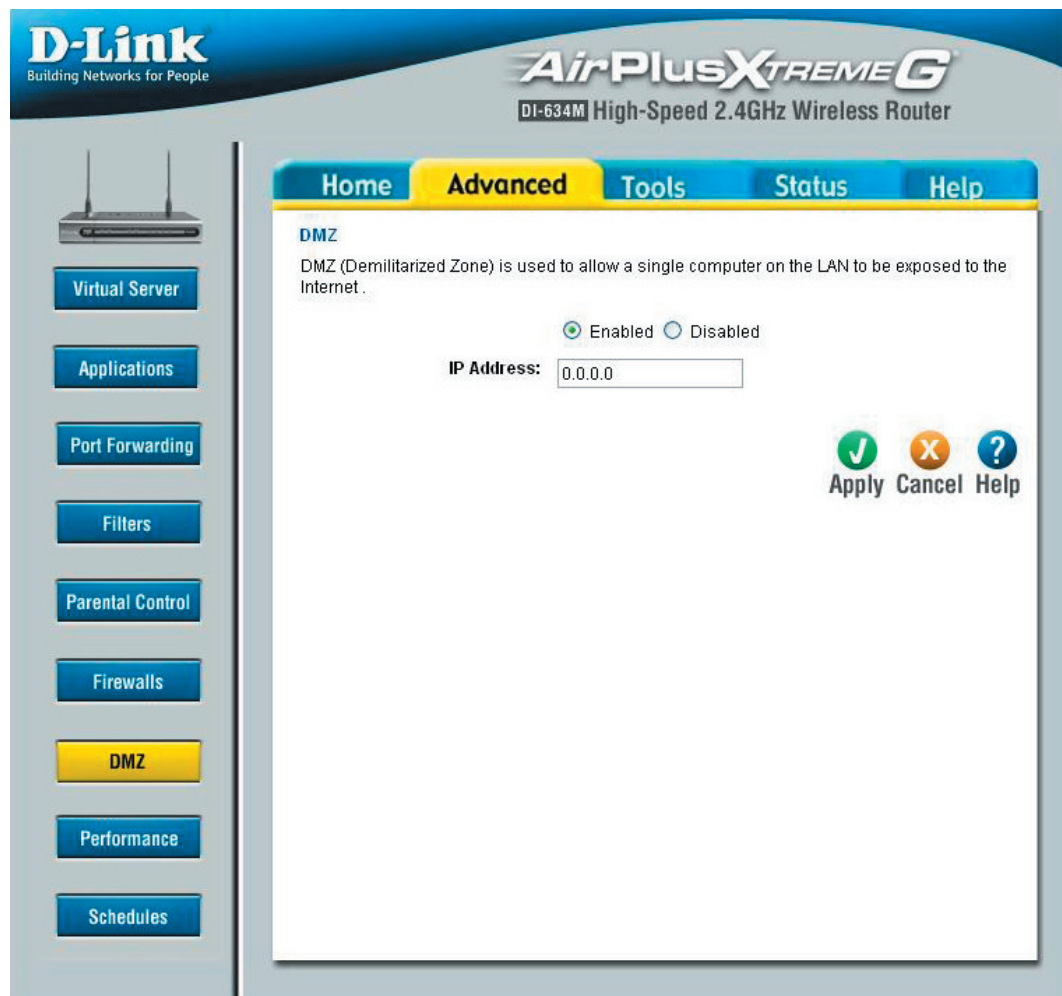 D-Link
Building Networks for People
AirPlusXTREMEG
DI-634M High-Speed 2.4GHz Wireless Router
Home
Advanced
Tools
Status
Help
Virtual Server
Applications
Port Forwarding
Filters
Parental Control
Firewalls
DMZ
Performance
Schedules
DMZ
DMZ (Demilitarized Zone) is used to allow a single computer on the LAN to be exposed to the
Internet .
Enabled Disabled
IP Address: 0.0.0.0
Apply Cancel Help